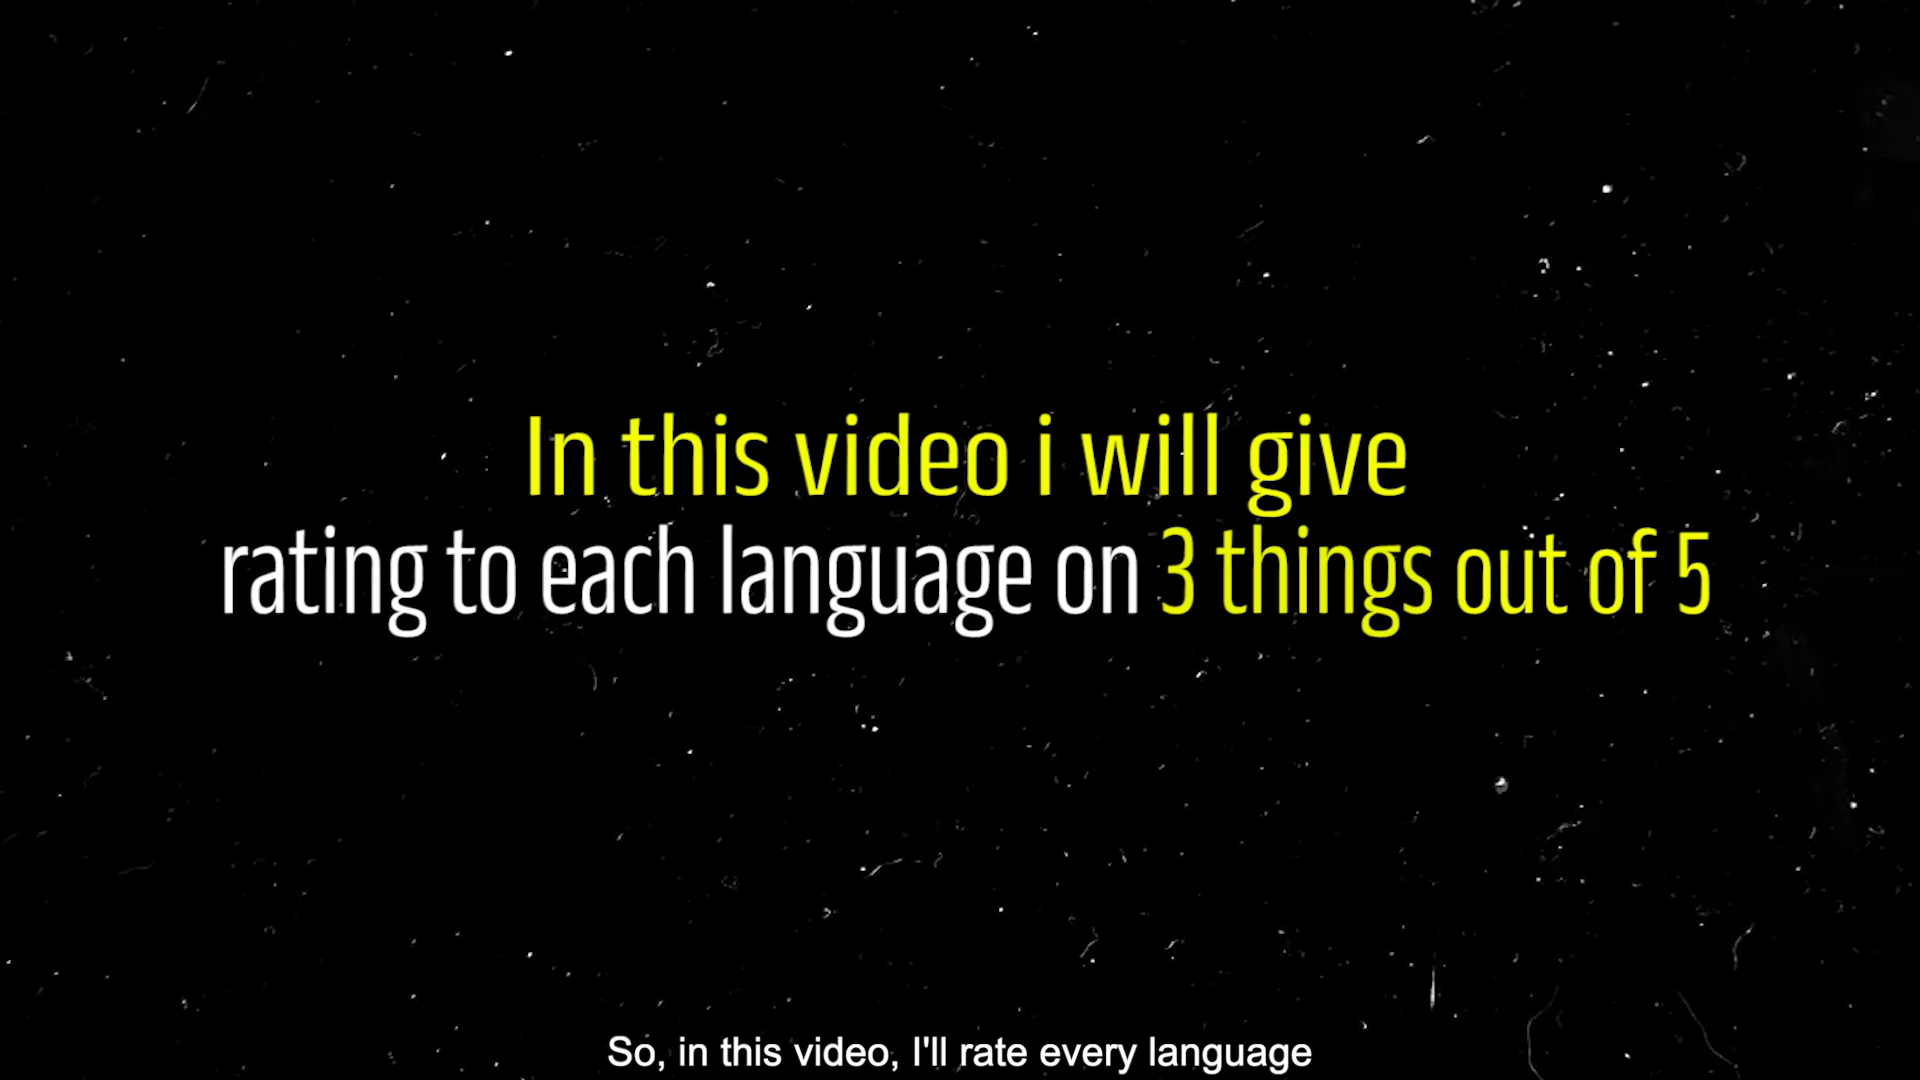 In this video i will give
rating to each language on 3 things out of 5
So, in this video, I'll rate every language